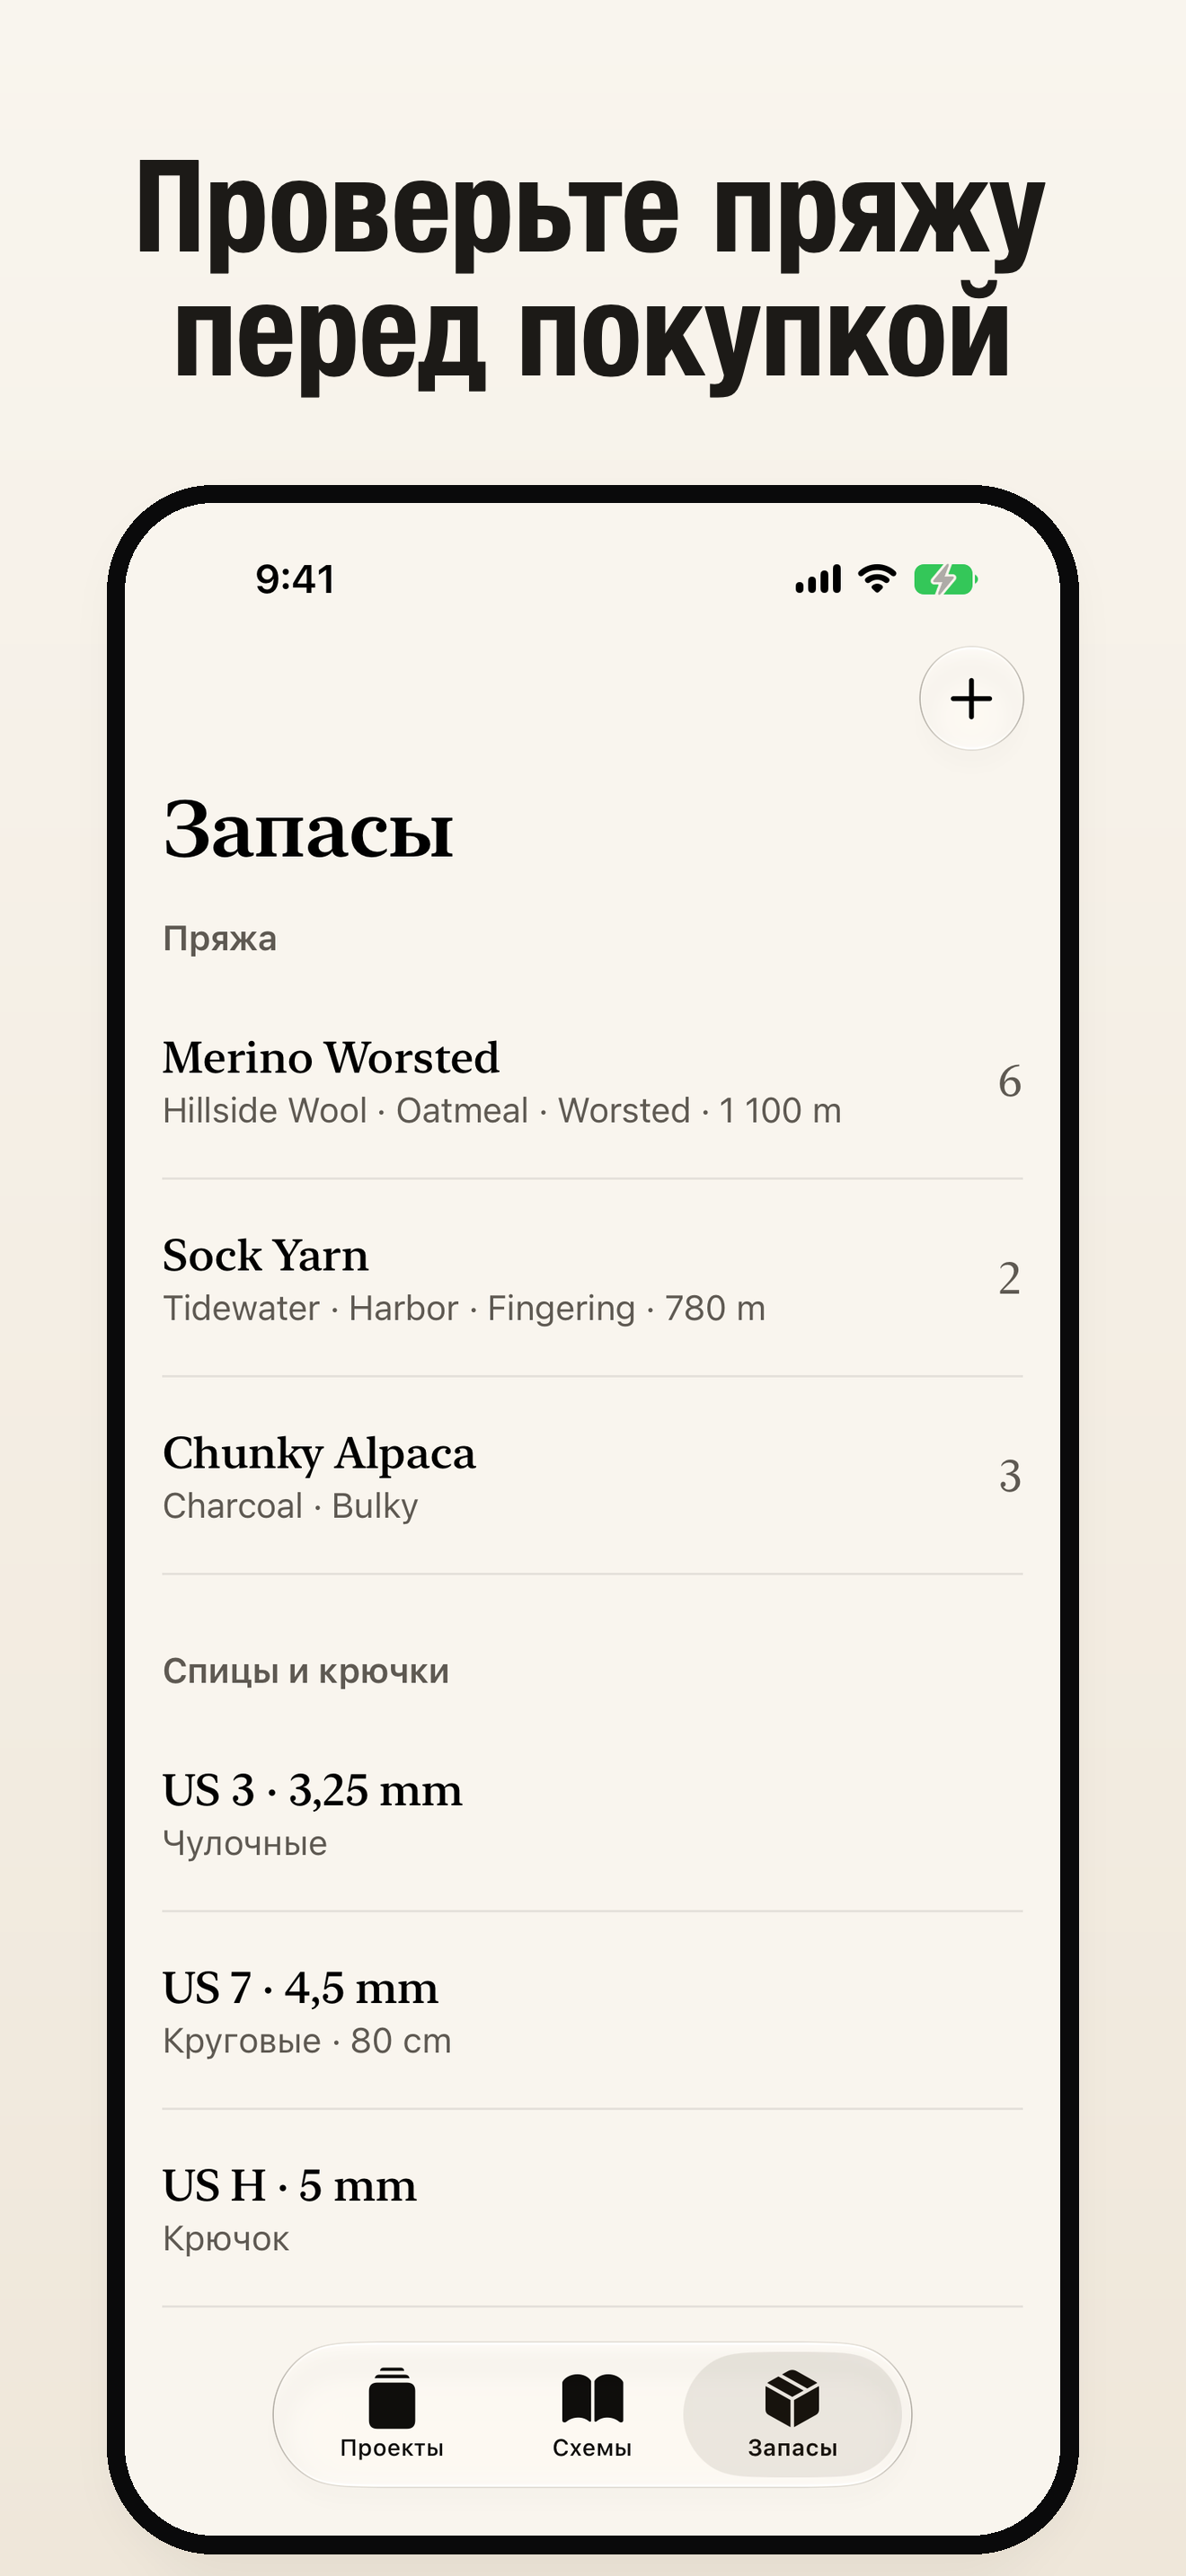 Проверьте пряжу
перед покупкой
9:41
Запасы
Пряжа
Merino Worsted
Hillside Wool · Oatmeal · Worsted · 1 100 m
6
Sock Yarn
Tidewater · Harbor · Fingering · 780 m
2
Chunky Alpaca
Charcoal · Bulky
3
Спицы и крючки
US 3 · 3,25 mm
Чулочные
US 7 · 4,5 mm
Круговые · 80 cm
US H · 5 mm
Крючок
Проекты
Схемы
Запасы